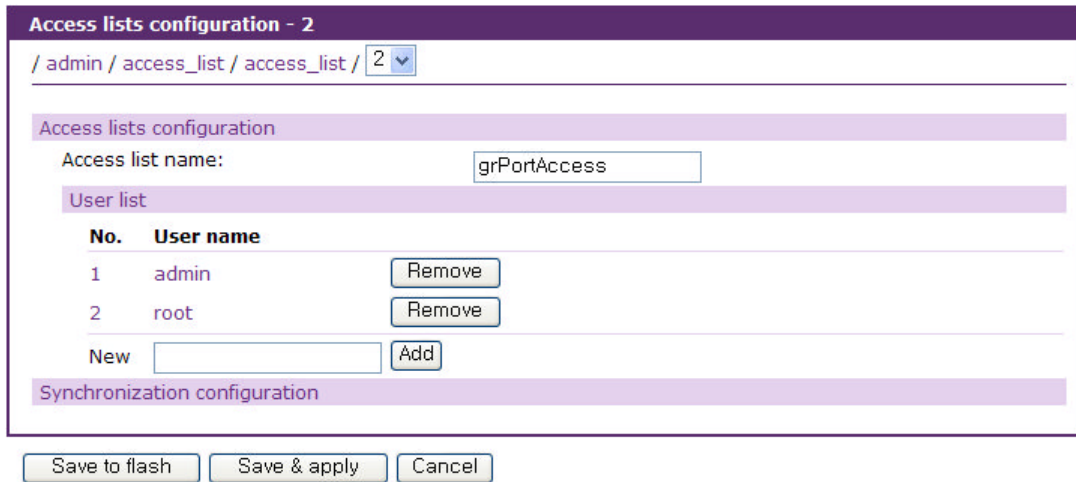 Access lists configuration - 2
/ admin / access_list / access_list / 2
Access lists configuration
Access list name: grPortAccess
User list
No. User name
1 admin Remove
2 root Remove
New Add
Synchronization configuration
Save to flash Save & apply Cancel